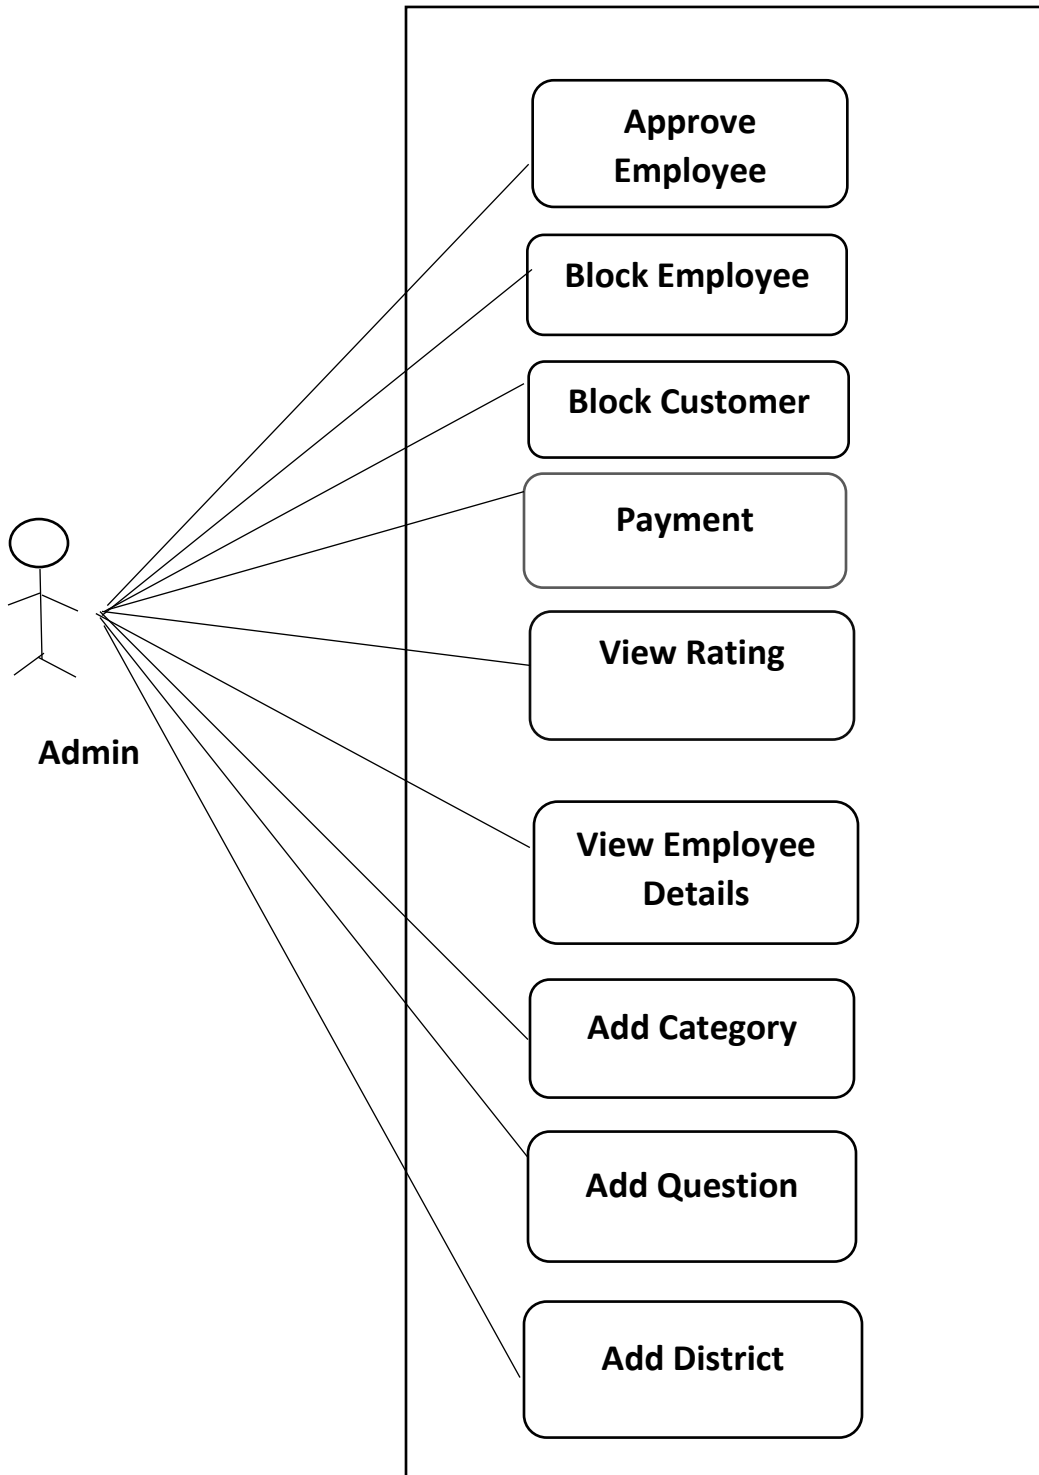 Approve
Employee
Block Employee
Block Customer
Payment
View Rating
Admin
View Employee
Details
Add Category
Add Question
Add District